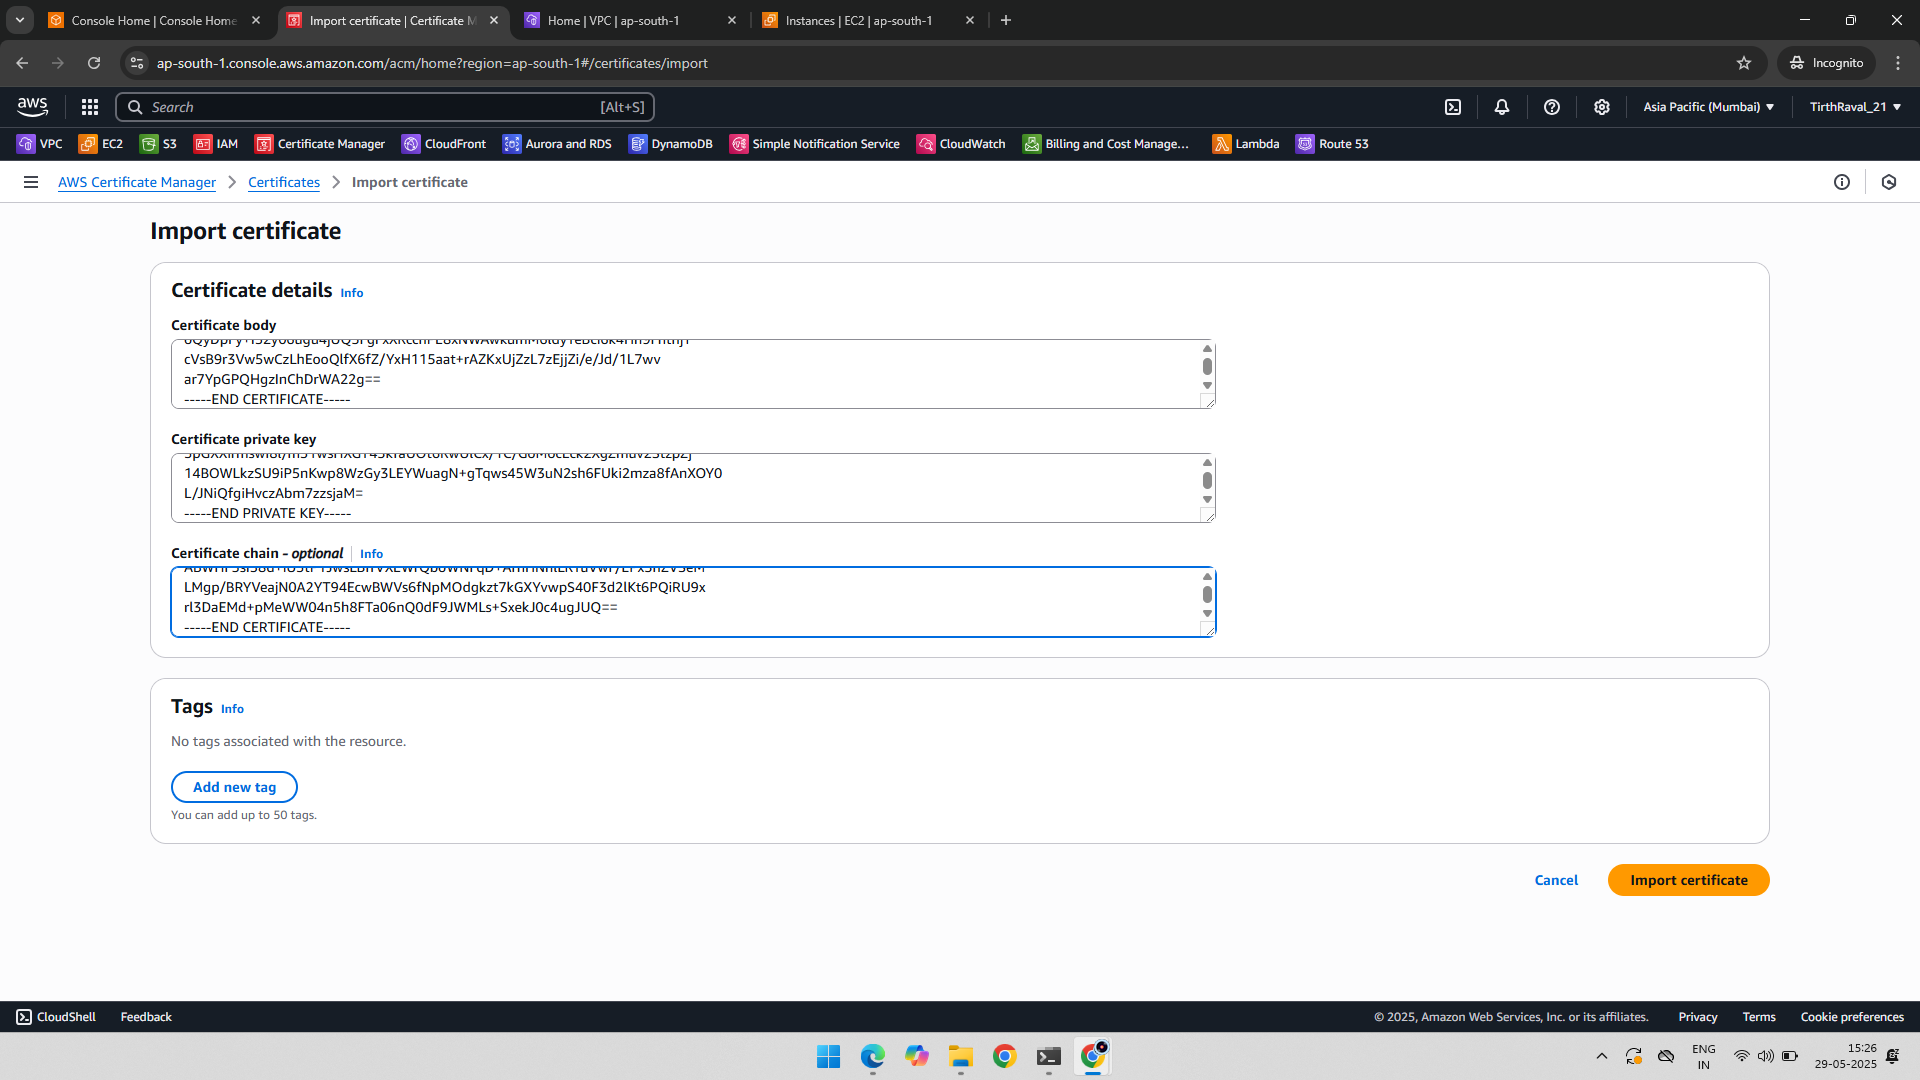 Console Home | Console Home
Import certificate | Certificate M
Home | VPC | ap-south-1
Instances | EC2 | ap-south-1
ap-south-1.console.aws.amazon.com/acm/home?region=ap-south-1#/certificates/import
Incognito
aws
Search
[Alt+S]
Asia Pacific (Mumbai)
TirthRaval_21
VPC
EC2
S3
IAM
Certificate Manager
CloudFront
Aurora and RDS
DynamoDB
Simple Notification Service
CloudWatch
Billing and Cost Manage...
Lambda
Route 53
AWS Certificate Manager
Certificates
Import certificate
Import certificate
Certificate details Info
Certificate body
cVsB9r3Vw5wCzLhEooQlfX6fZ/YxH115aat+rAZKxUjZzL7zEjjZi/e/Jd/1L7wv
ar7YpGPQHgzInChDrWA22g==
-----END CERTIFICATE-----
Certificate private key
14BOWLkzSU9iP5nKwp8WzGy3LEYWuagN+gTqws45W3uN2sh6FUki2mza8fAnXOY0
L/JNiQfgiHvczAbm7zzsjaM=
-----END PRIVATE KEY-----
Certificate chain - optional Info
LMgp/BRYVeajN0A2YT94EcwBWVs6fNpMOdgkzt7kGXYvwpS40F3d2lKt6PQiRU9x
rl3DaEMd+pMeWW04n5h8FTa06nQ0dF9JWMLs+SxekJ0c4ugJUQ==
-----END CERTIFICATE-----
Tags Info
No tags associated with the resource.
Add new tag
You can add up to 50 tags.
Cancel
Import certificate
CloudShell
Feedback
© 2025, Amazon Web Services, Inc. or its affiliates.
Privacy
Terms
Cookie preferences
ENG
IN
15:26
29-05-2025